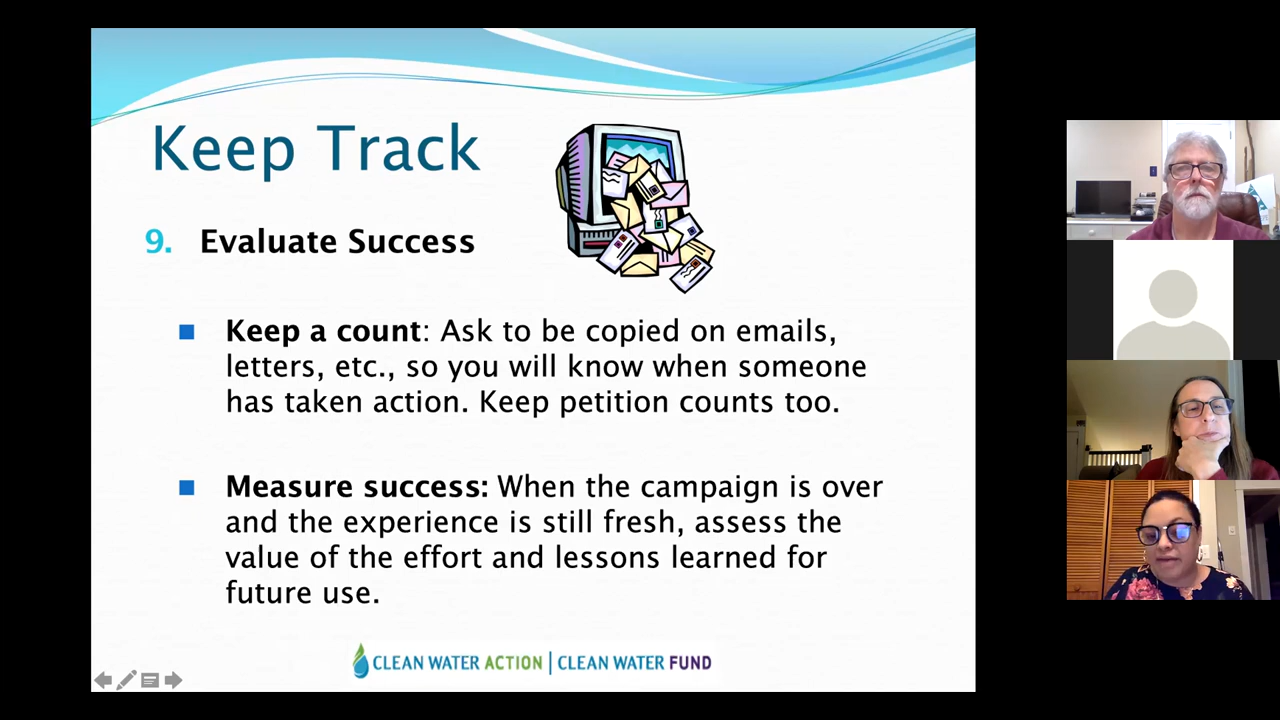 Keep Track
9. Evaluate Success
Keep a count: Ask to be copied on emails,
letters, etc., so you will know when someone
has taken action. Keep petition counts too.
Measure success: When the campaign is over
and the experience is still fresh, assess the
value of the effort and lessons learned for
future use.
CLEAN WATER ACTION | CLEAN WATER FUND